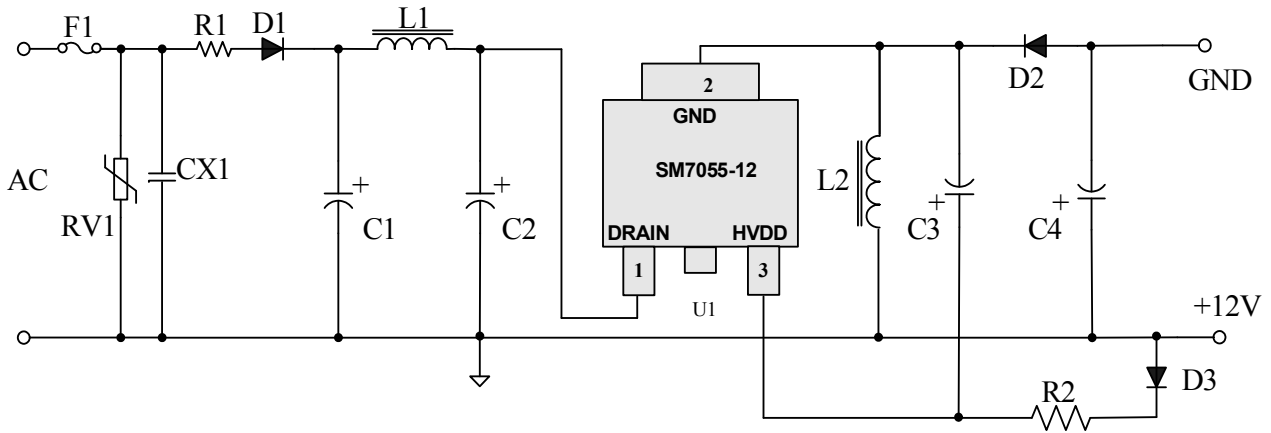 F1
R1
D1
L1
AC
RV1
CX1
+
C1
+
C2
2
GND
SM7055-12
DRAIN
HVDD
1
3
U1
L2
+
C3
D2
+
C4
GND
+12V
D3
R2